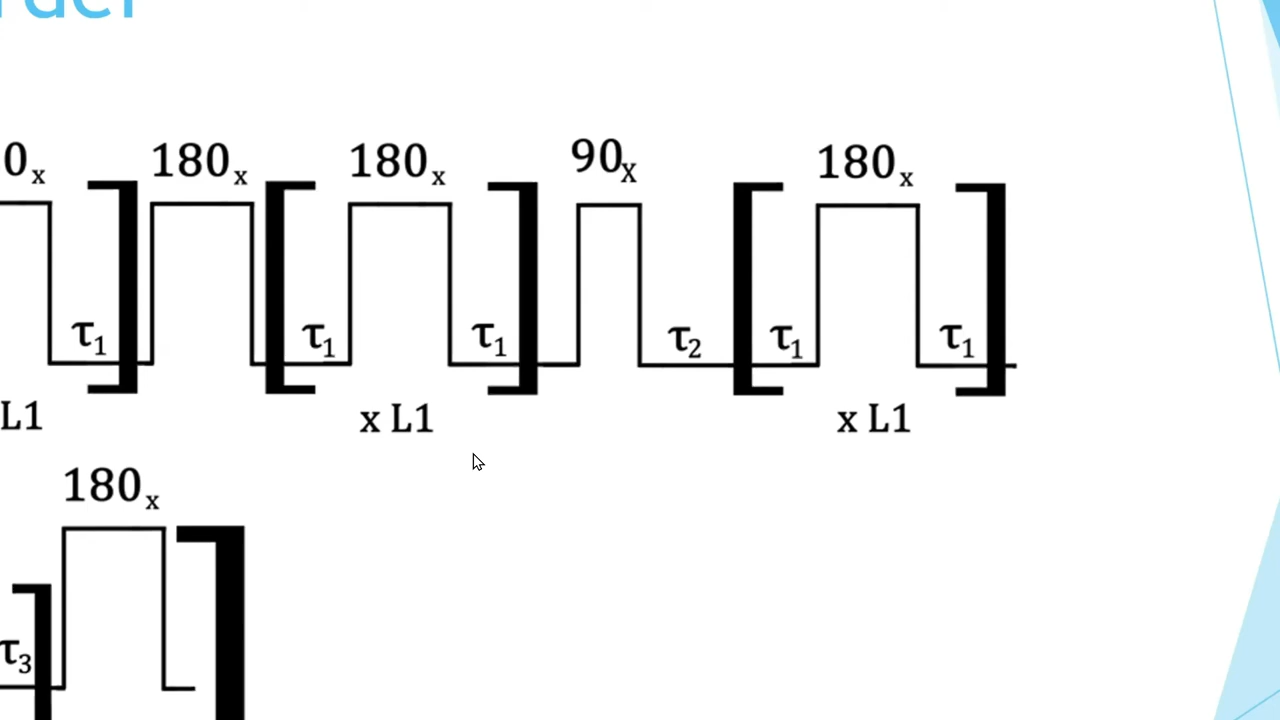 0ₓ 180ₓ 180ₓ 90ₓ 180ₓ
τ₁ τ₁ τ₁ τ₂ τ₁ τ₁
L1 x L1 x L1
180ₓ
τ₃